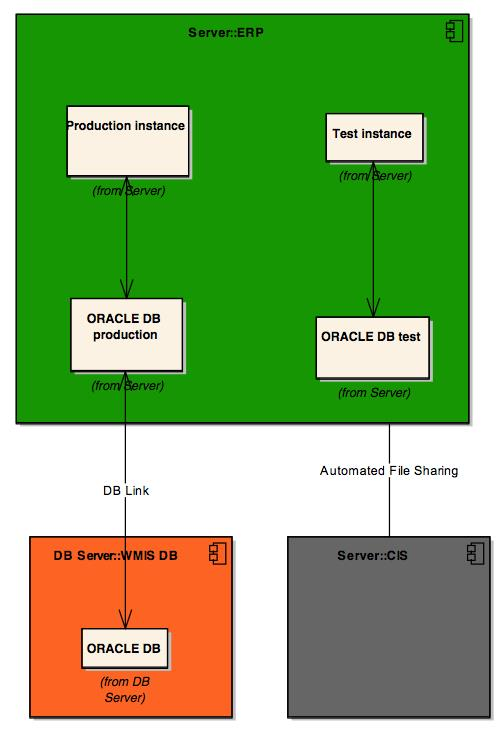 Server::ERP
Production instance
Test instance
(from Server)
(from Server)
ORACLE DB
production
ORACLE DB test
(from Server)
(from Server)
Automated File Sharing
DB Link
DB Server::WMIS DB
Server::CIS
ORACLE DB
(from DB
Server)